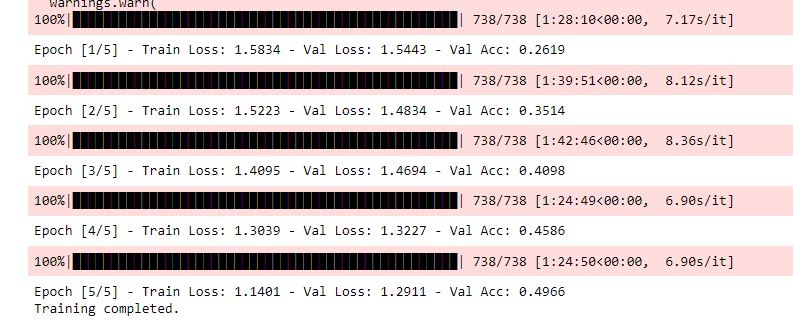 warnings.warn(
100%|██████████| 738/738 [1:28:10<00:00,  7.17s/it]
Epoch [1/5] - Train Loss: 1.5834 - Val Loss: 1.5443 - Val Acc: 0.2619
100%|██████████| 738/738 [1:39:51<00:00,  8.12s/it]
Epoch [2/5] - Train Loss: 1.5223 - Val Loss: 1.4834 - Val Acc: 0.3514
100%|██████████| 738/738 [1:42:46<00:00,  8.36s/it]
Epoch [3/5] - Train Loss: 1.4095 - Val Loss: 1.4694 - Val Acc: 0.4098
100%|██████████| 738/738 [1:24:49<00:00,  6.90s/it]
Epoch [4/5] - Train Loss: 1.3039 - Val Loss: 1.3227 - Val Acc: 0.4586
100%|██████████| 738/738 [1:24:50<00:00,  6.90s/it]
Epoch [5/5] - Train Loss: 1.1401 - Val Loss: 1.2911 - Val Acc: 0.4966
Training completed.